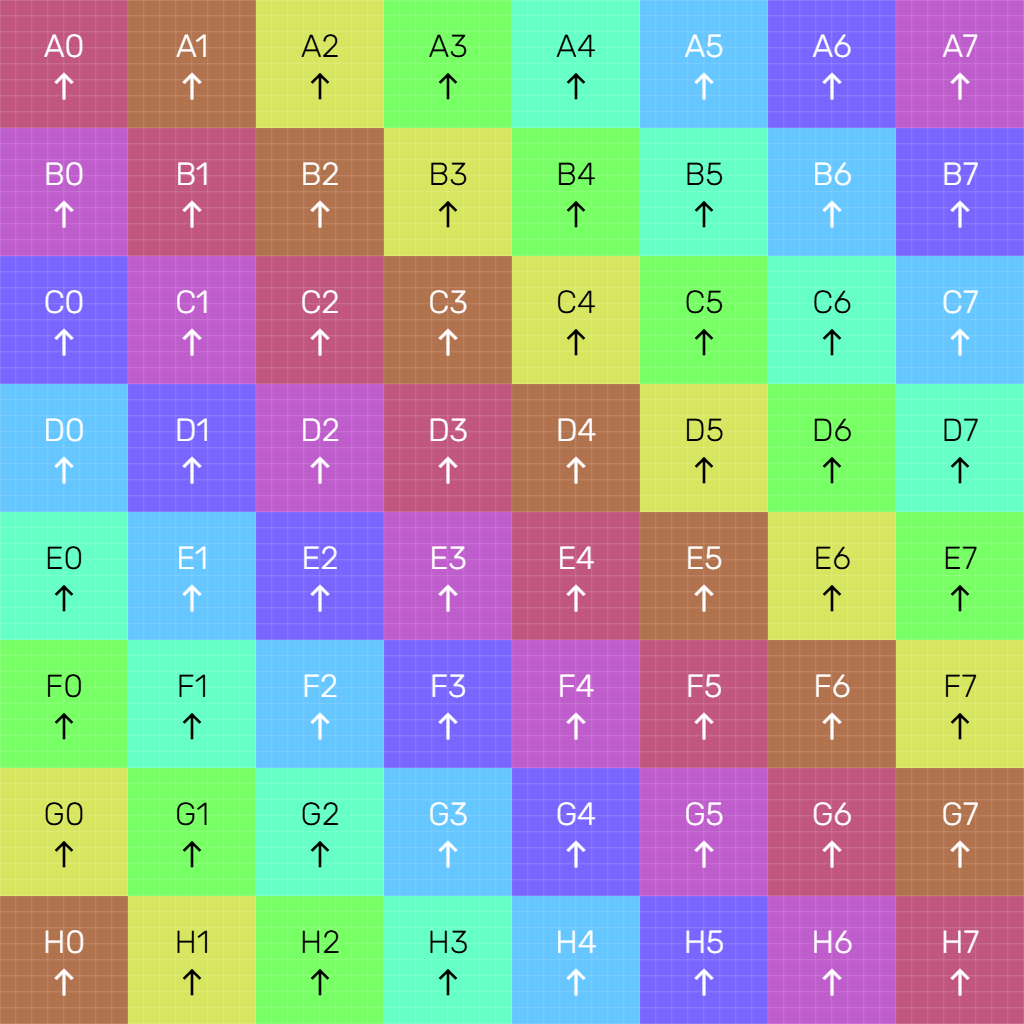 A0 A1 A2 A3 A4 A5 A6 A7
↑ ↑ ↑ ↑ ↑ ↑ ↑ ↑
B0 B1 B2 B3 B4 B5 B6 B7
↑ ↑ ↑ ↑ ↑ ↑ ↑ ↑
C0 C1 C2 C3 C4 C5 C6 C7
↑ ↑ ↑ ↑ ↑ ↑ ↑ ↑
D0 D1 D2 D3 D4 D5 D6 D7
↑ ↑ ↑ ↑ ↑ ↑ ↑ ↑
E0 E1 E2 E3 E4 E5 E6 E7
↑ ↑ ↑ ↑ ↑ ↑ ↑ ↑
F0 F1 F2 F3 F4 F5 F6 F7
↑ ↑ ↑ ↑ ↑ ↑ ↑ ↑
G0 G1 G2 G3 G4 G5 G6 G7
↑ ↑ ↑ ↑ ↑ ↑ ↑ ↑
H0 H1 H2 H3 H4 H5 H6 H7
↑ ↑ ↑ ↑ ↑ ↑ ↑ ↑